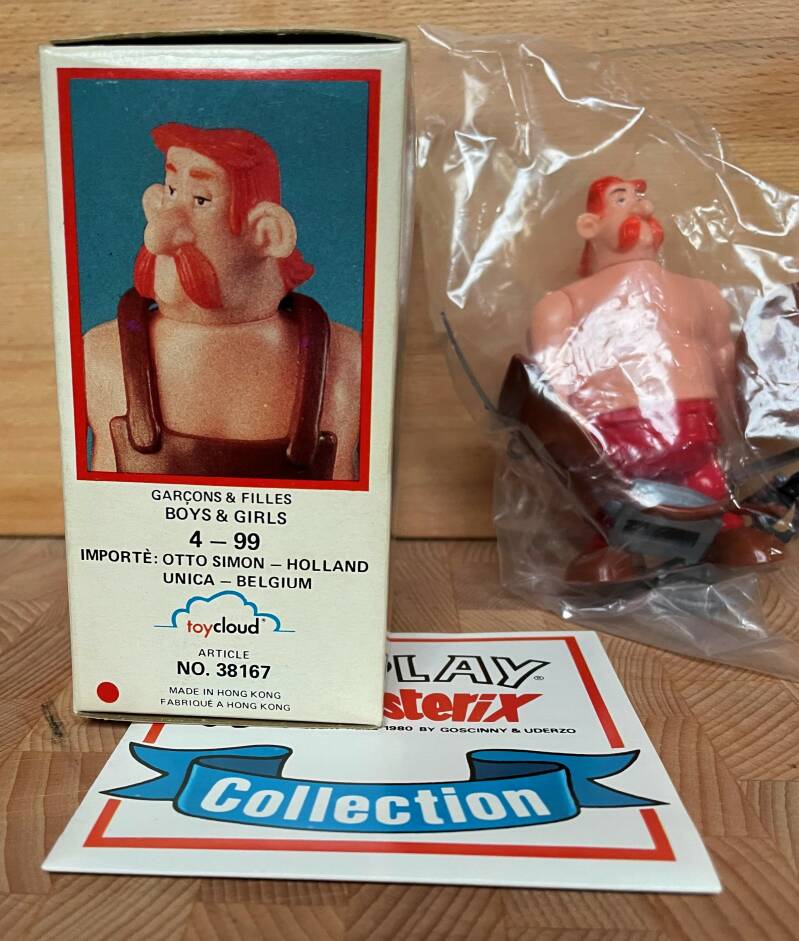 GARÇONS & FILLES
BOYS & GIRLS
4 – 99
IMPORTÈ: OTTO SIMON – HOLLAND
UNICA – BELGIUM
toycloud
ARTICLE
NO. 38167
MADE IN HONG KONG
FABRIQUÉ A HONG KONG
LAY®
sterix
1980 BY GOSCINNY & UDERZO
Collection